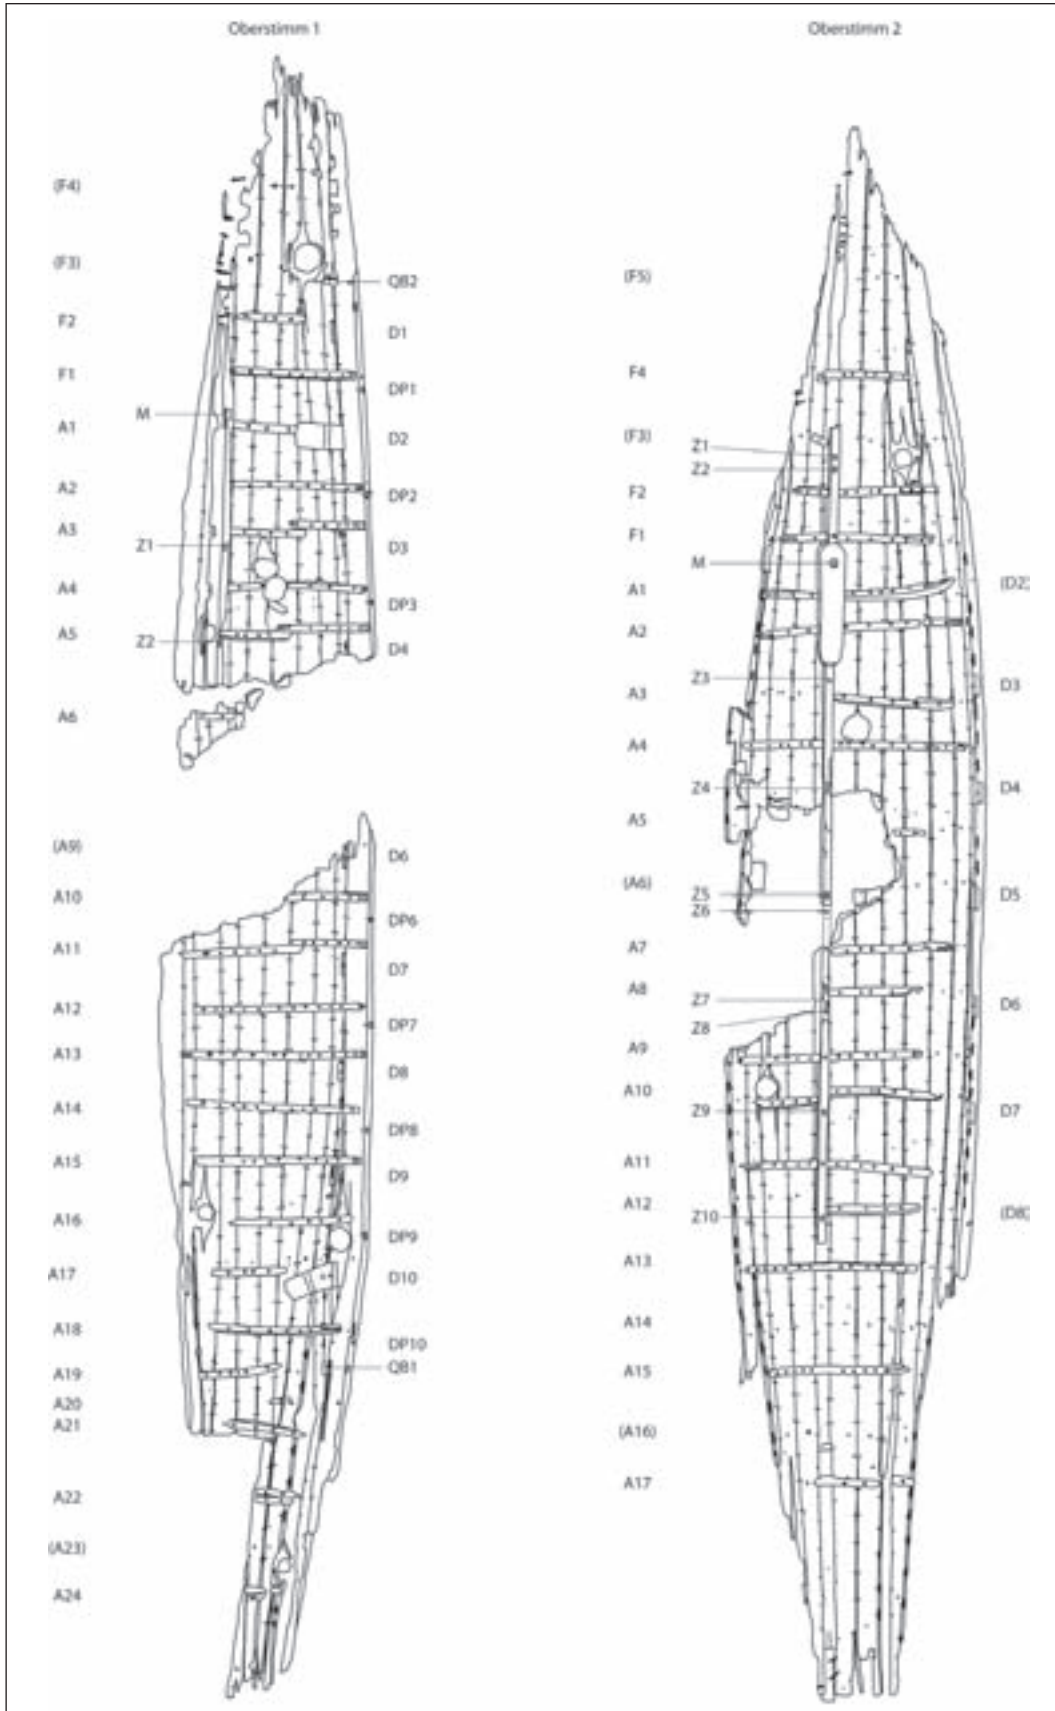 Oberstimm 1
(F4)
(F3)
QB2
F2
D1
F1
DP1
M
A1
D2
A2
DP2
A3
Z1
D3
A4
DP3
A5
Z2
D4
A6
(A9)
D6
A10
DP6
A11
D7
A12
DP7
A13
D8
A14
DP8
A15
D9
A16
DP9
A17
D10
A18
DP10
QB1
A19
A20
A21
A22
(A23)
A24
Oberstimm 2
(F5)
F4
(F3)
Z1
Z2
F2
F1
M
A1
(D2)
A2
Z3
D3
A3
A4
Z4
D4
A5
(A6)
Z5
D5
Z6
A7
A8
Z7
D6
Z8
A9
A10
Z9
D7
A11
A12
Z10
(D8)
A13
A14
A15
(A16)
A17